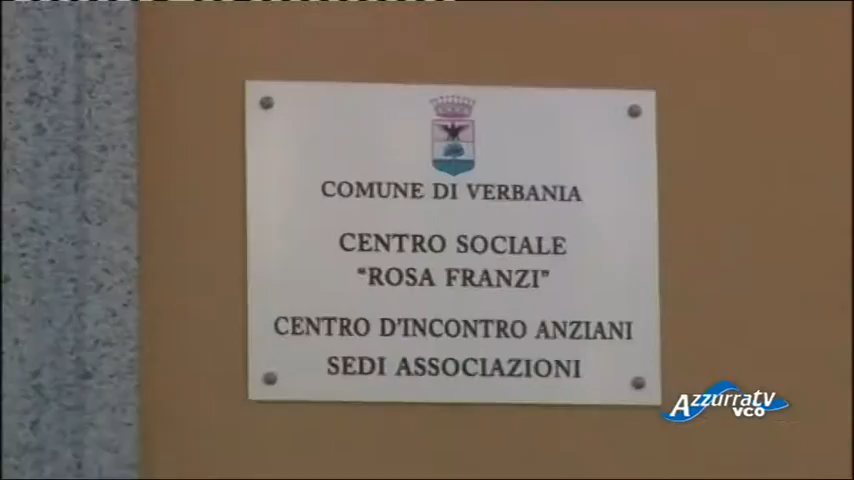 COMUNE DI VERBANIA
CENTRO SOCIALE
"ROSA FRANZI"
CENTRO D'INCONTRO ANZIANI
SEDI ASSOCIAZIONI
Azzurratv
VCO